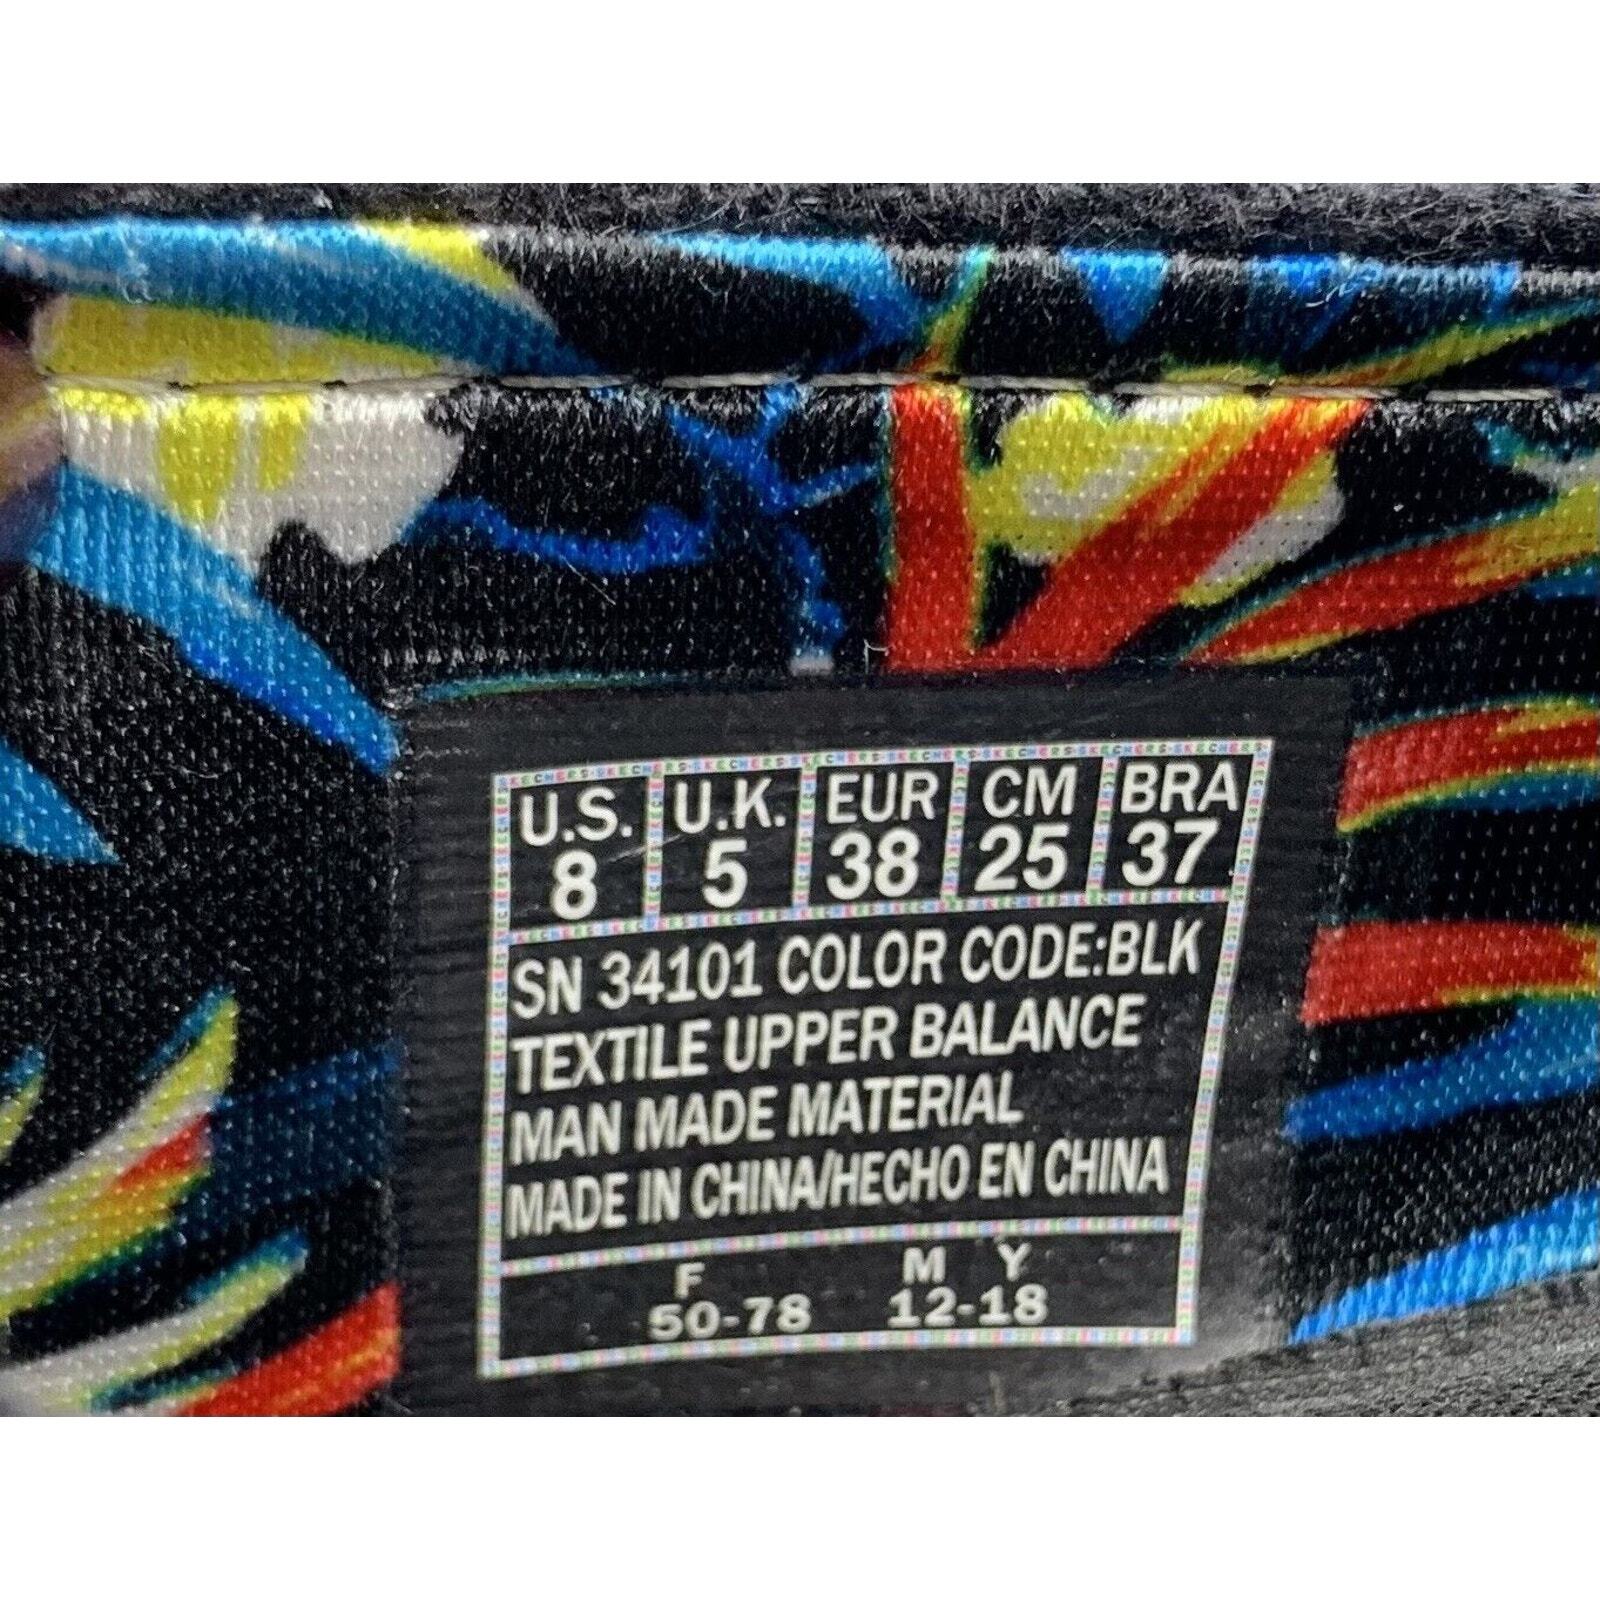 U.S. U.K. EUR CM BRA
8 5 38 25 37
SN 34101 COLOR CODE:BLK
TEXTILE UPPER BALANCE
MAN MADE MATERIAL
MADE IN CHINA/HECHO EN CHINA
F M Y
50-78 12-18